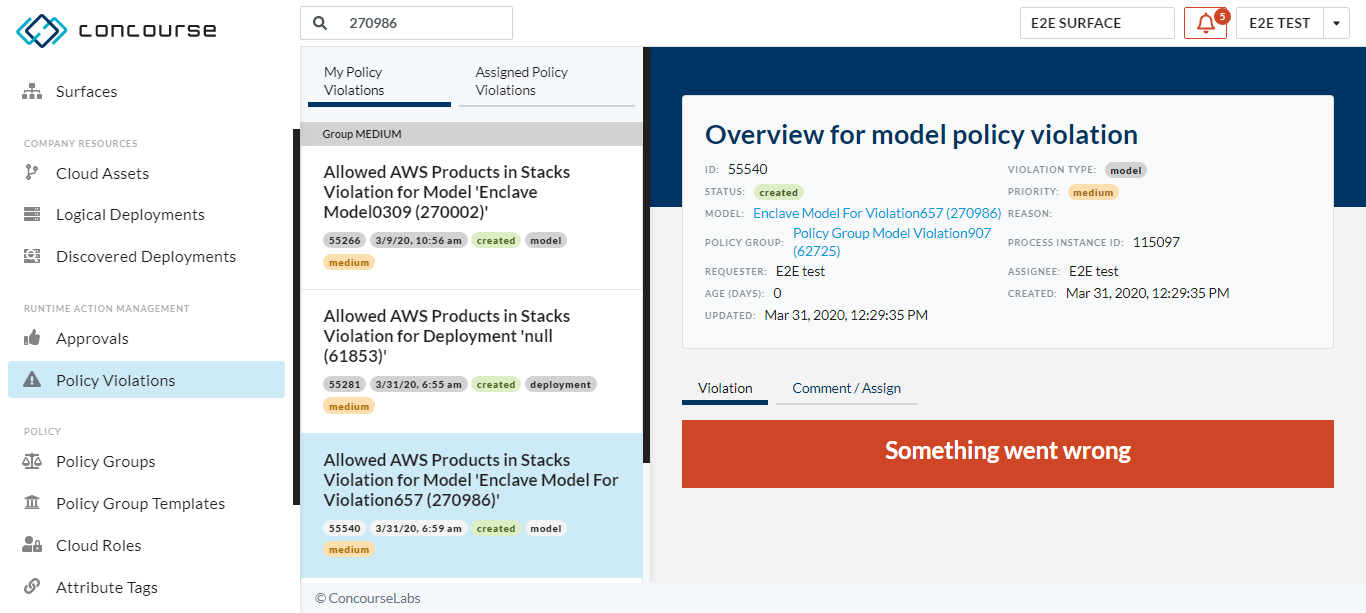 concourse
270986
E2E SURFACE
5
E2E TEST
Surfaces
COMPANY RESOURCES
Cloud Assets
Logical Deployments
Discovered Deployments
RUNTIME ACTION MANAGEMENT
Approvals
Policy Violations
POLICY
Policy Groups
Policy Group Templates
Cloud Roles
Attribute Tags
My Policy
Violations
Assigned Policy
Violations
Group MEDIUM
Allowed AWS Products in Stacks
Violation for Model 'Enclave
Model0309 (270002)'
55266 3/9/20, 10:56 am created model
medium
Allowed AWS Products in Stacks
Violation for Deployment 'null
(61853)'
55281 3/31/20, 6:55 am created deployment
medium
Allowed AWS Products in Stacks
Violation for Model 'Enclave Model For
Violation657 (270986)'
55540 3/31/20, 6:59 am created model
medium
Overview for model policy violation
ID: 55540
VIOLATION TYPE: model
STATUS: created
PRIORITY: medium
MODEL: Enclave Model For Violation657 (270986)
REASON:
POLICY GROUP: Policy Group Model Violation907
(62725)
PROCESS INSTANCE ID: 115097
REQUESTER: E2E test
ASSIGNEE: E2E test
AGE (DAYS): 0
CREATED: Mar 31, 2020, 12:29:35 PM
UPDATED: Mar 31, 2020, 12:29:35 PM
Violation
Comment / Assign
Something went wrong
© ConcourseLabs